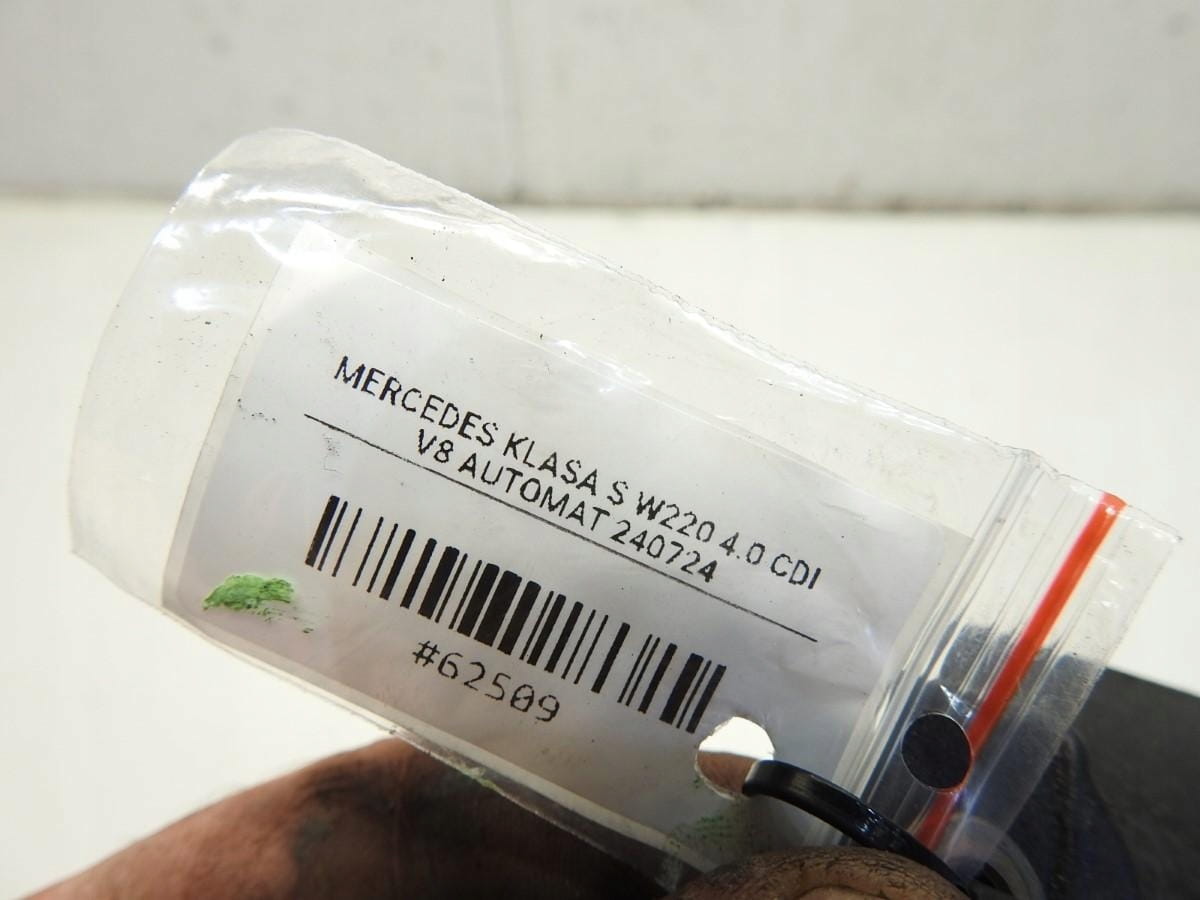 MERCEDES KLASA S W220 4.0 CDI
V8 AUTOMAT 240724
#62509